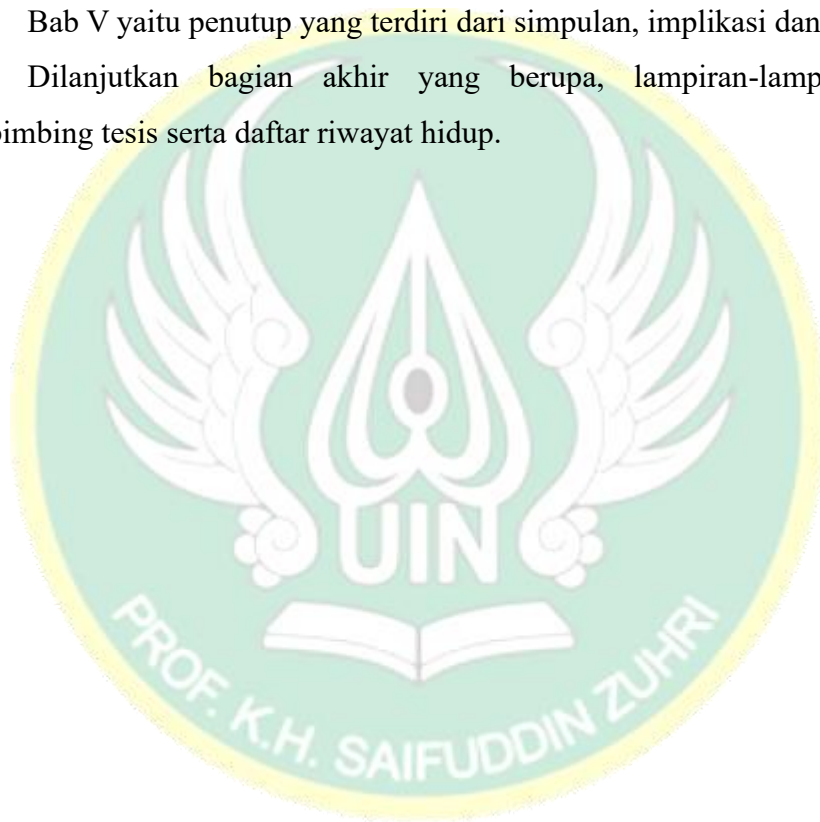 Bab V yaitu penutup yang terdiri dari simpulan, implikasi dan
Dilanjutkan bagian akhir yang berupa, lampiran-lamp
bimbing tesis serta daftar riwayat hidup.
UIN
PROF. K.H. SAIFUDDIN ZUHRI